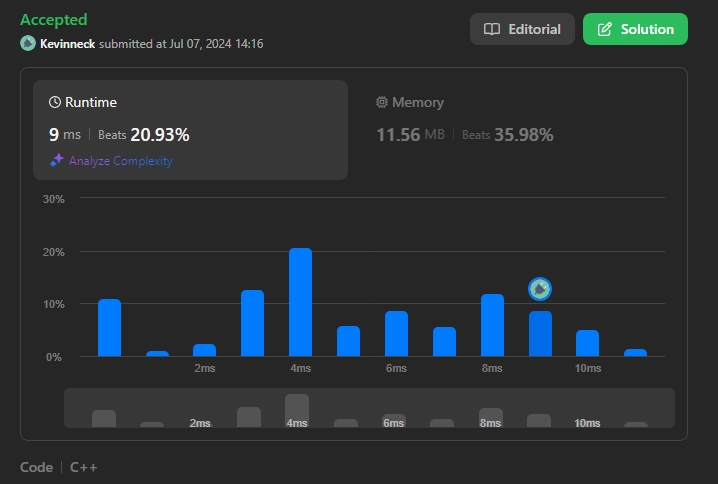 Accepted
Editorial
Solution
Kevinneck submitted at Jul 07, 2024 14:16
Runtime
Memory
9 ms | Beats 20.93%
11.56 MB | Beats 35.98%
Analyze Complexity
30%
20%
10%
0%
2ms 4ms 6ms 8ms 10ms
2ms 4ms 6ms 8ms 10ms
Code | C++